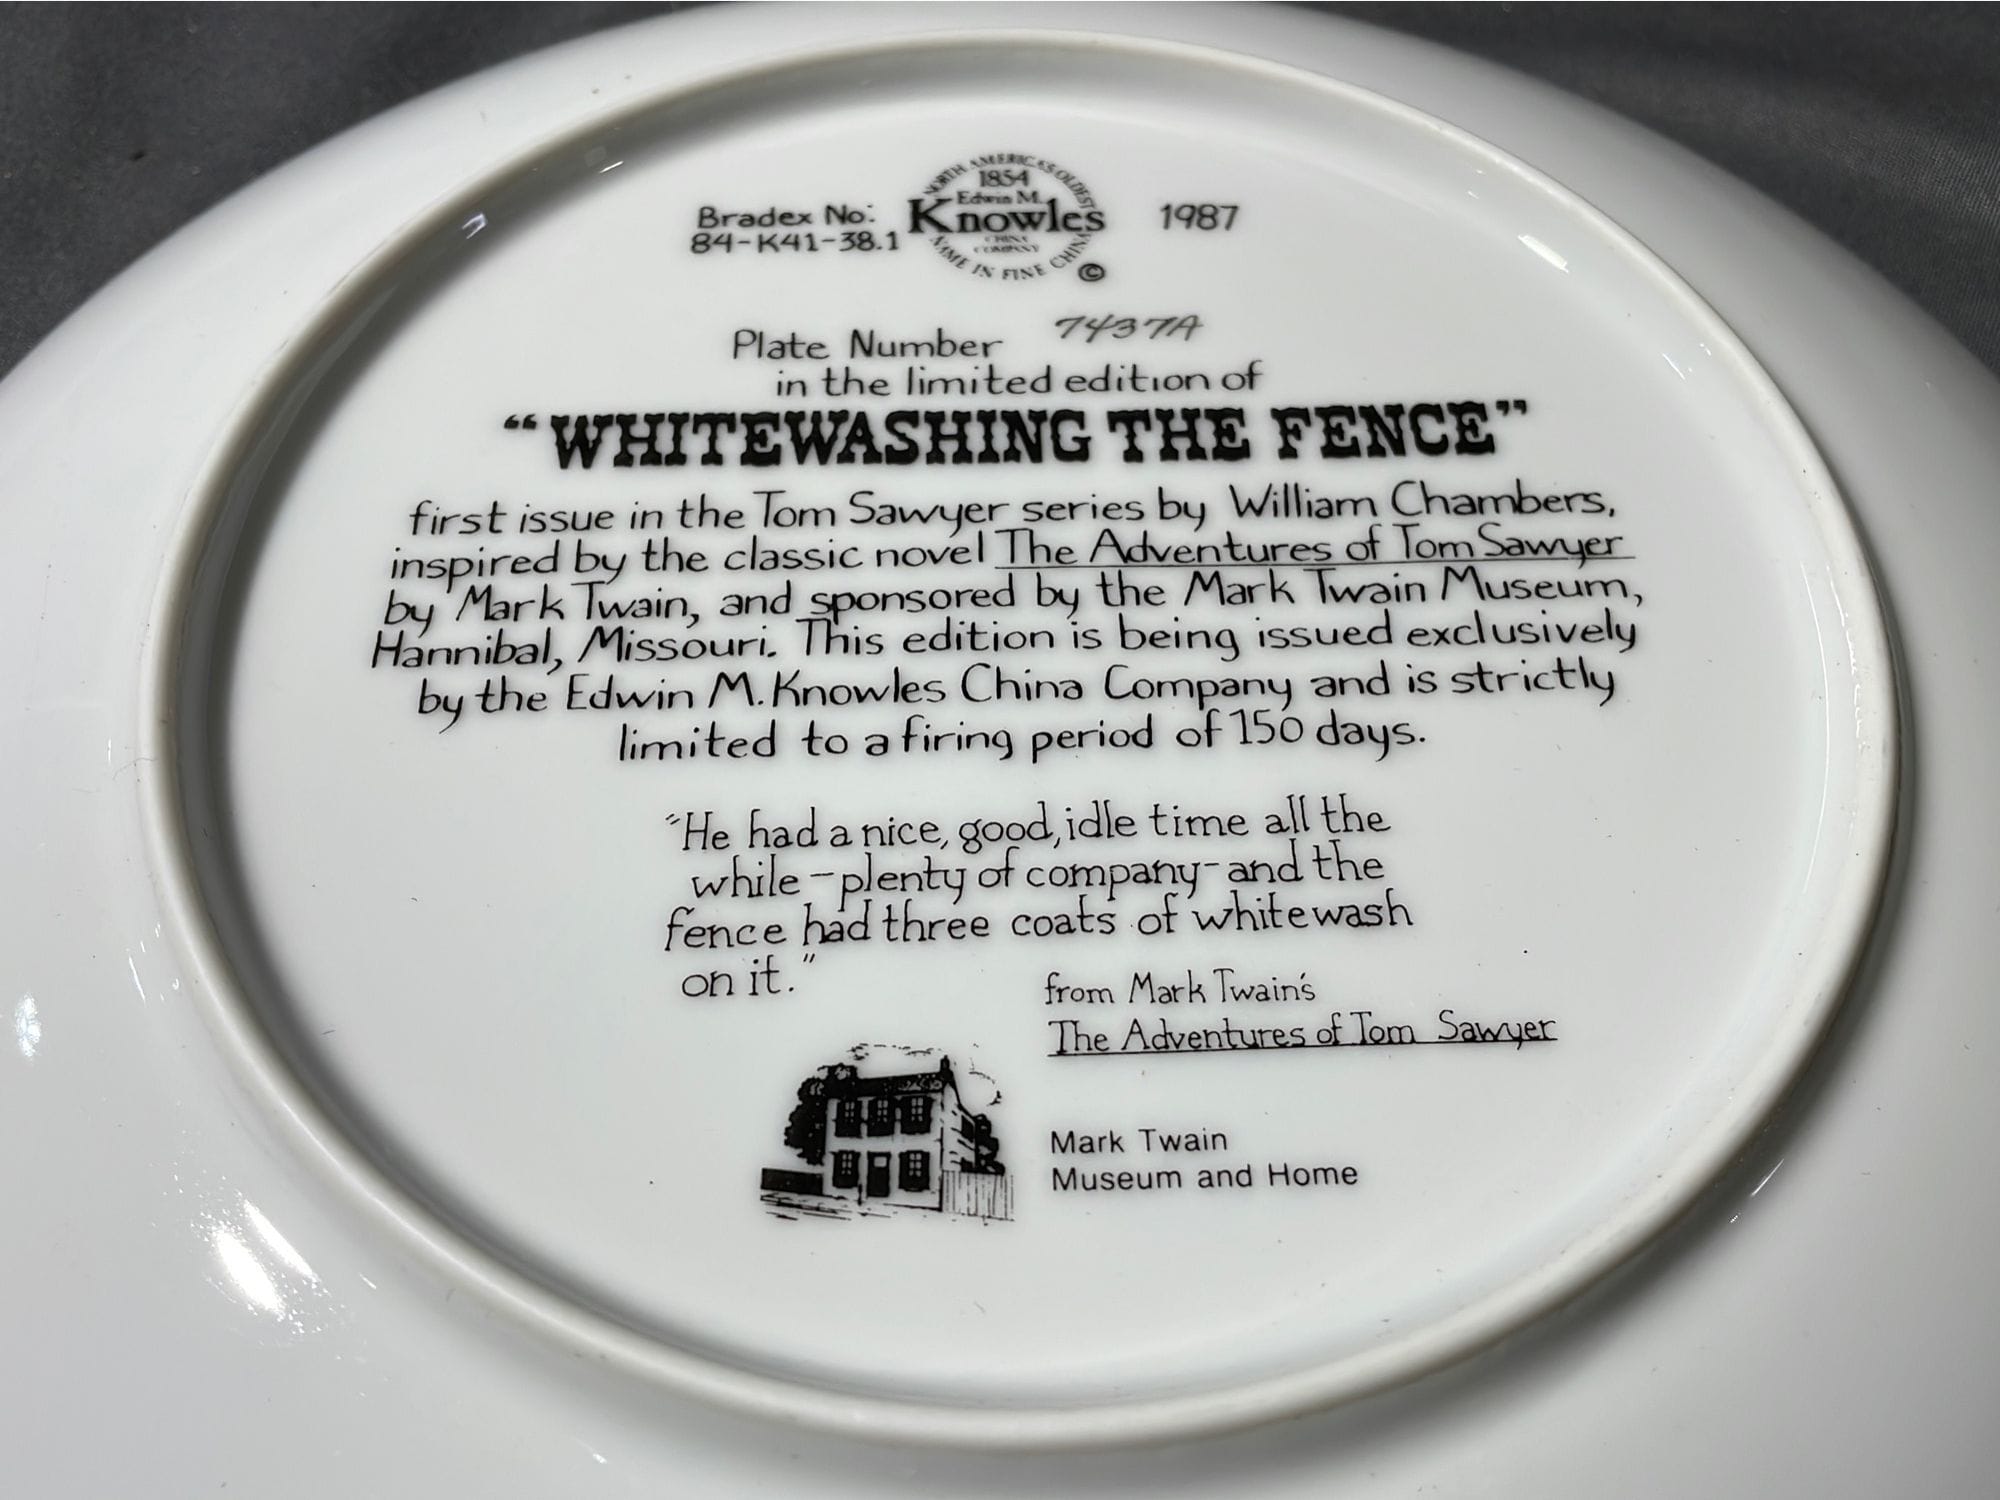 Bradex No:
84-K41-38.1
NORTH AMERICA'S OLDEST
1854
Edwin M.
Knowles
CHINA
COMPANY
NAME IN FINE CHINA
©
1987
Plate Number 7437A
in the limited edition of
“WHITEWASHING THE FENCE”
first issue in the Tom Sawyer series by William Chambers,
inspired by the classic novel The Adventures of Tom Sawyer
by Mark Twain, and sponsored by the Mark Twain Museum,
Hannibal, Missouri. This edition is being issued exclusively
by the Edwin M. Knowles China Company and is strictly
limited to a firing period of 150 days.
"He had a nice, good, idle time all the
while - plenty of company - and the
fence had three coats of whitewash
on it."
from Mark Twain's
The Adventures of Tom Sawyer
Mark Twain
Museum and Home